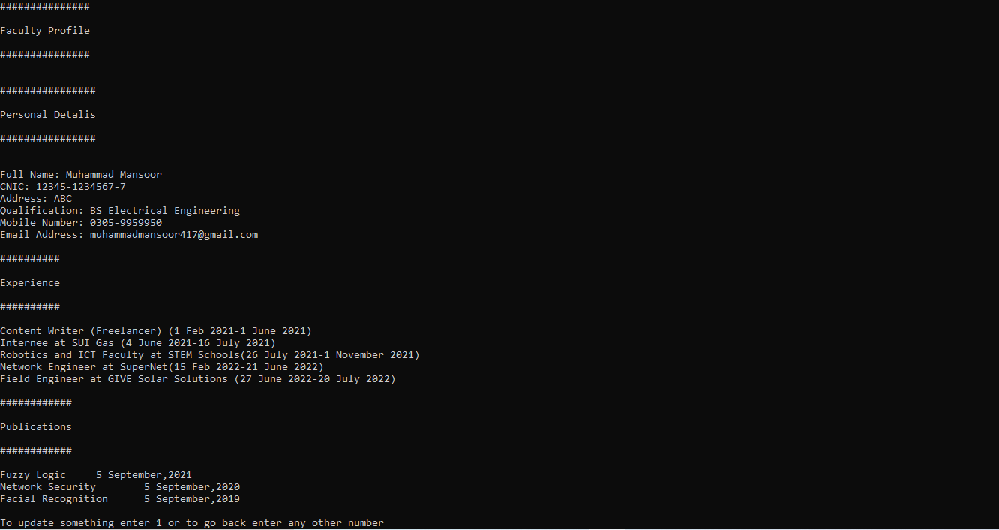 ###############
Faculty Profile
###############
################
Personal Detalis
################
Full Name: Muhammad Mansoor
CNIC: 12345-1234567-7
Address: ABC
Qualification: BS Electrical Engineering
Mobile Number: 0305-9959950
Email Address: muhammadmansoor417@gmail.com
##########
Experience
##########
Content Writer (Freelancer) (1 Feb 2021-1 June 2021)
Internee at SUI Gas (4 June 2021-16 July 2021)
Robotics and ICT Faculty at STEM Schools(26 July 2021-1 November 2021)
Network Engineer at SuperNet(15 Feb 2022-21 June 2022)
Field Engineer at GIVE Solar Solutions (27 June 2022-20 July 2022)
############
Publications
############
Fuzzy Logic     5 September,2021
Network Security        5 September,2020
Facial Recognition      5 September,2019
To update something enter 1 or to go back enter any other number